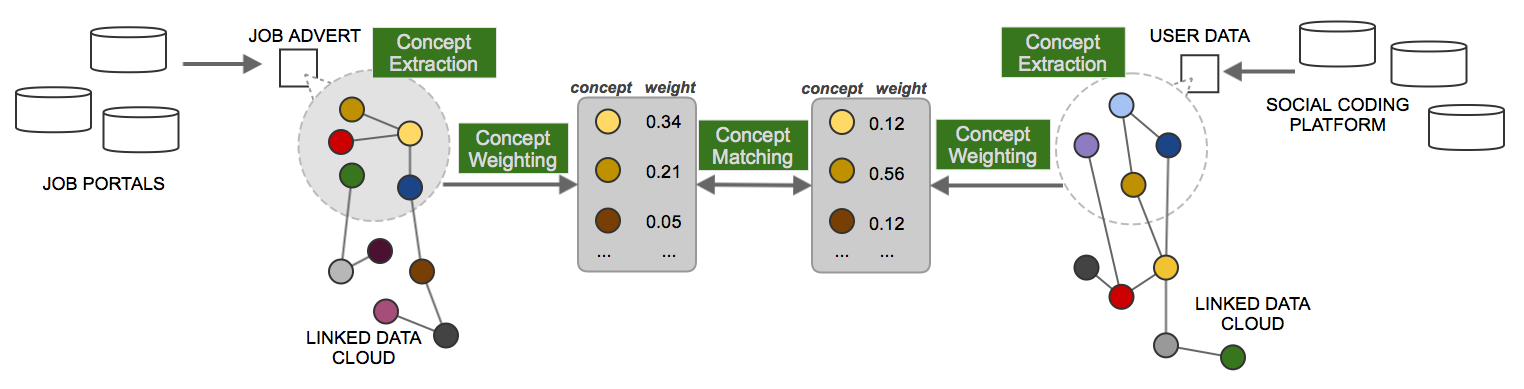 JOB ADVERT
Concept
Extraction
JOB PORTALS
Concept
Weighting
LINKED DATA
CLOUD
concept weight
0.34
0.21
0.05
... ...
Concept
Matching
concept weight
0.12
0.56
0.12
... ...
Concept
Weighting
Concept
Extraction
USER DATA
SOCIAL CODING
PLATFORM
LINKED DATA
CLOUD